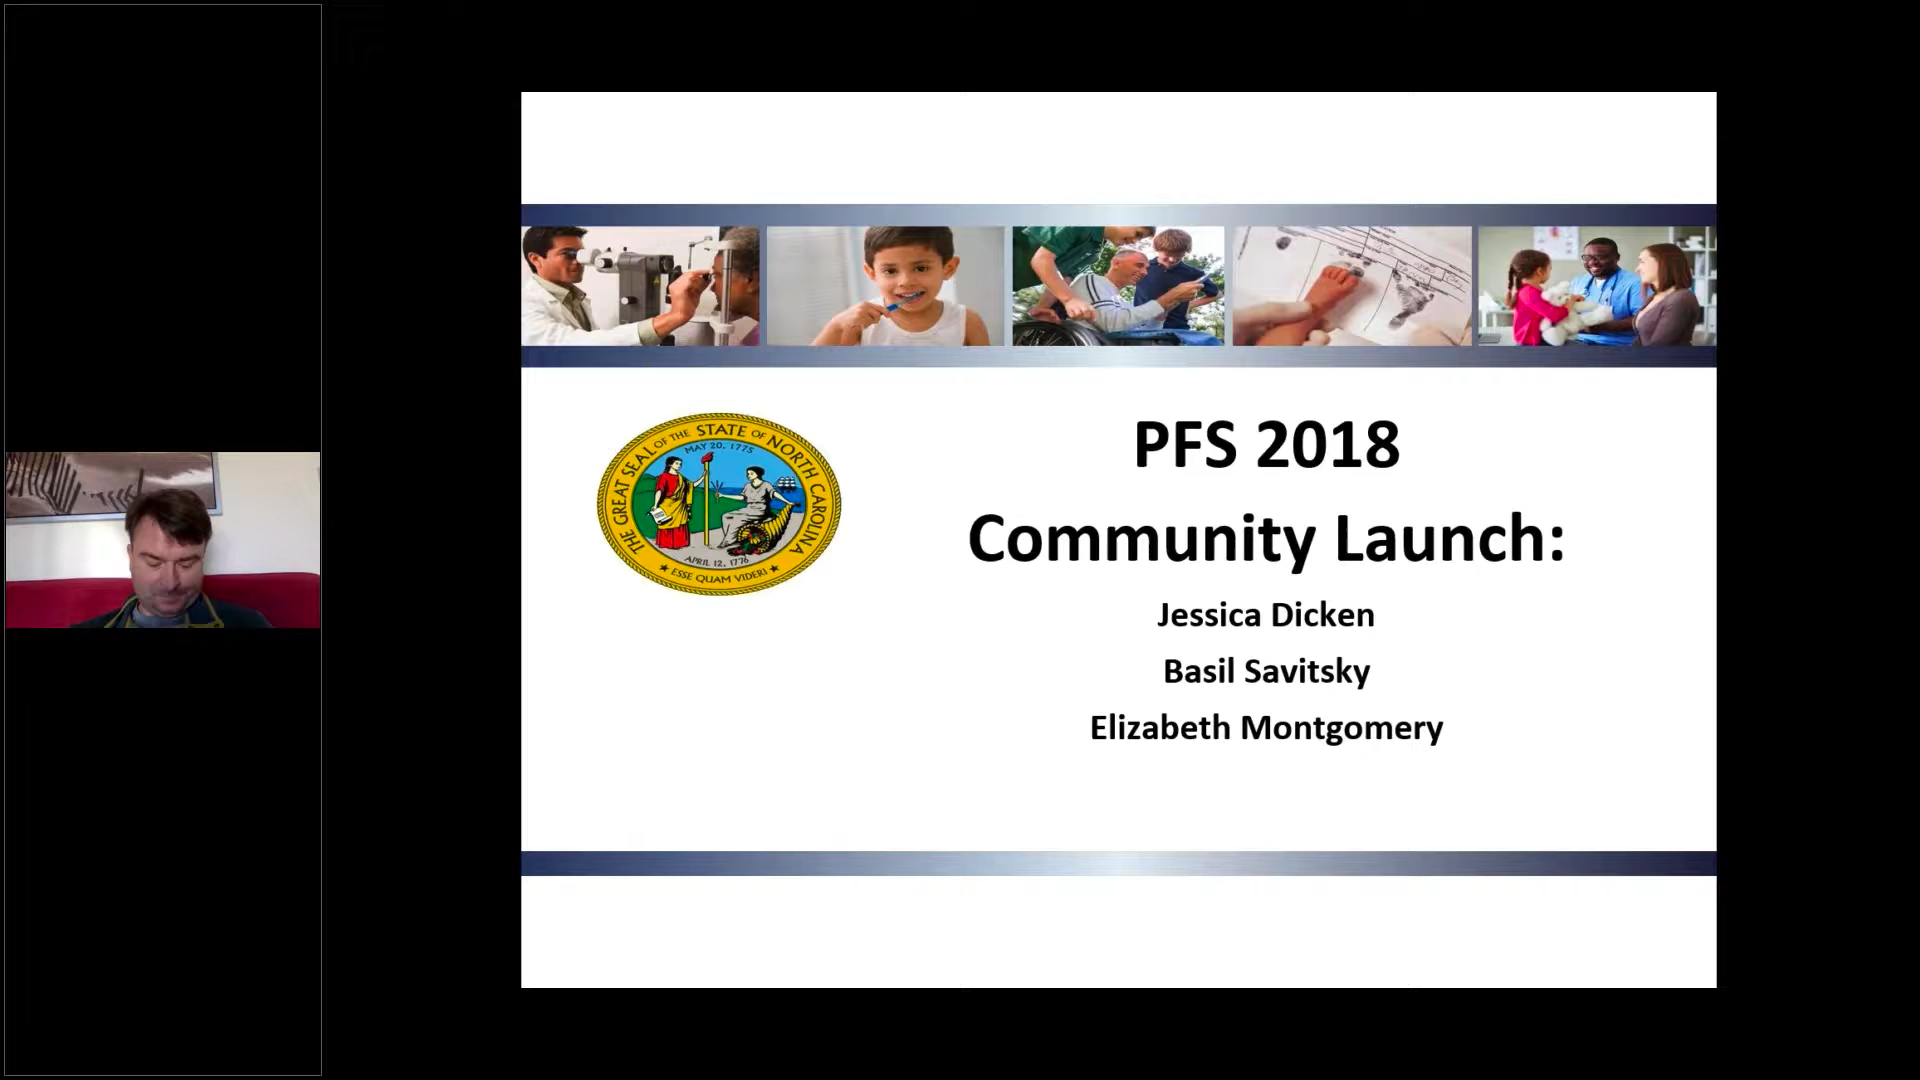 PFS 2018
Community Launch:
Jessica Dicken
Basil Savitsky
Elizabeth Montgomery
THE GREAT SEAL OF THE STATE OF NORTH CAROLINA
MAY 20, 1775
APRIL 12, 1776
★ ESSE QUAM VIDERI ★